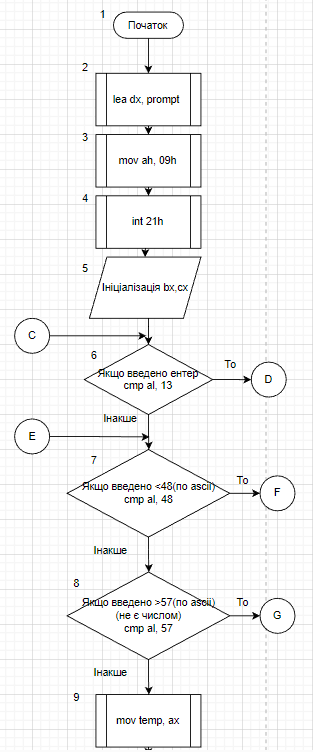 1
Початок
2
lea dx, prompt
3
mov ah, 09h
4
int 21h
5
Ініціалізація bx,cx
C
6
Якщо введено ентер
cmp al, 13
То
D
Інакше
E
7
Якщо введено <48(по ascii)
cmp al, 48
То
F
Інакше
8
Якщо введено >57(по ascii)
(не є числом)
cmp al, 57
То
G
Інакше
9
mov temp, ax